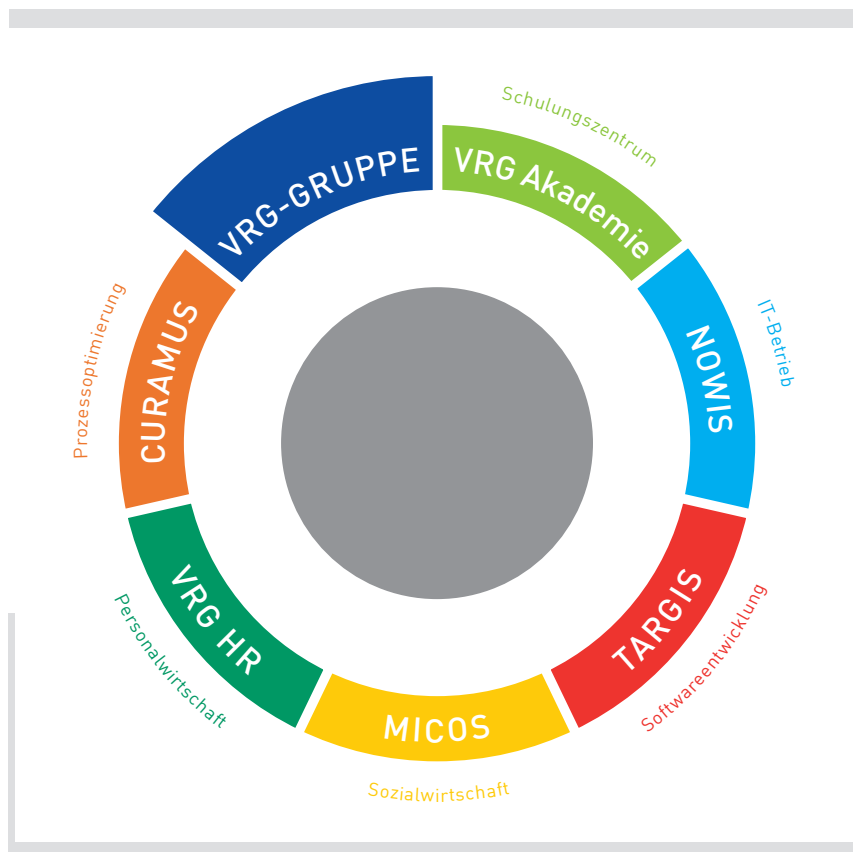 VRG-GRUPPE
VRG Akademie
Schulungszentrum
NOWIS
IT-Betrieb
TARGIS
Softwareentwicklung
MICOS
Sozialwirtschaft
VRG HR
Personalwirtschaft
CURAMUS
Prozessoptimierung